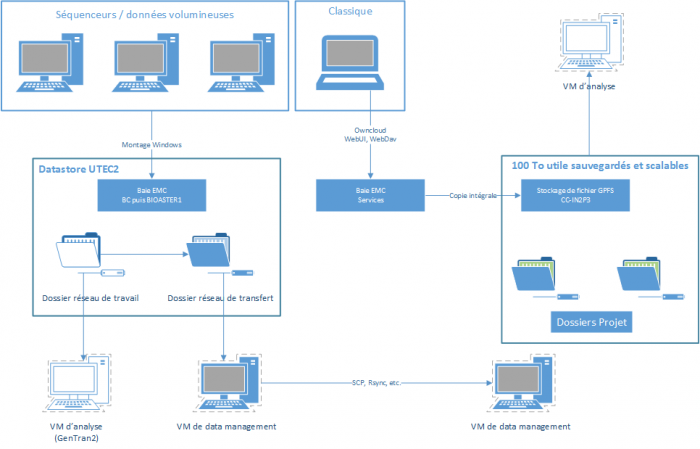 Séquenceurs / données volumineuses
Classique
VM d'analyse
Montage Windows
Owncloud
WebUI, WebDav
Datastore UTEC2
Baie EMC
BC puis BIOASTER1
Baie EMC
Services
Copie intégrale
100 To utile sauvegardés et scalables
Stockage de fichier GPFS
CC-IN2P3
Dossier réseau de travail
Dossier réseau de transfert
Dossiers Projet
SCP, Rsync, etc.
VM d'analyse
(GenTran2)
VM de data management
VM de data management